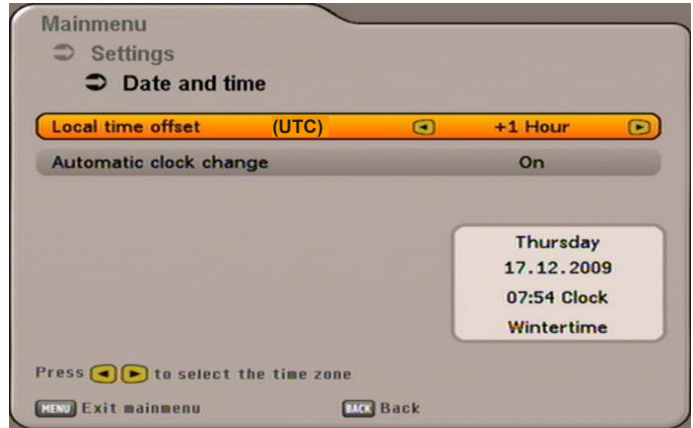 Mainmenu
Settings
Date and time
Local time offset (UTC) +1 Hour
Automatic clock change On
Thursday
17.12.2009
07:54 Clock
Wintertime
Press to select the time zone
MENU Exit mainmenu BACK Back